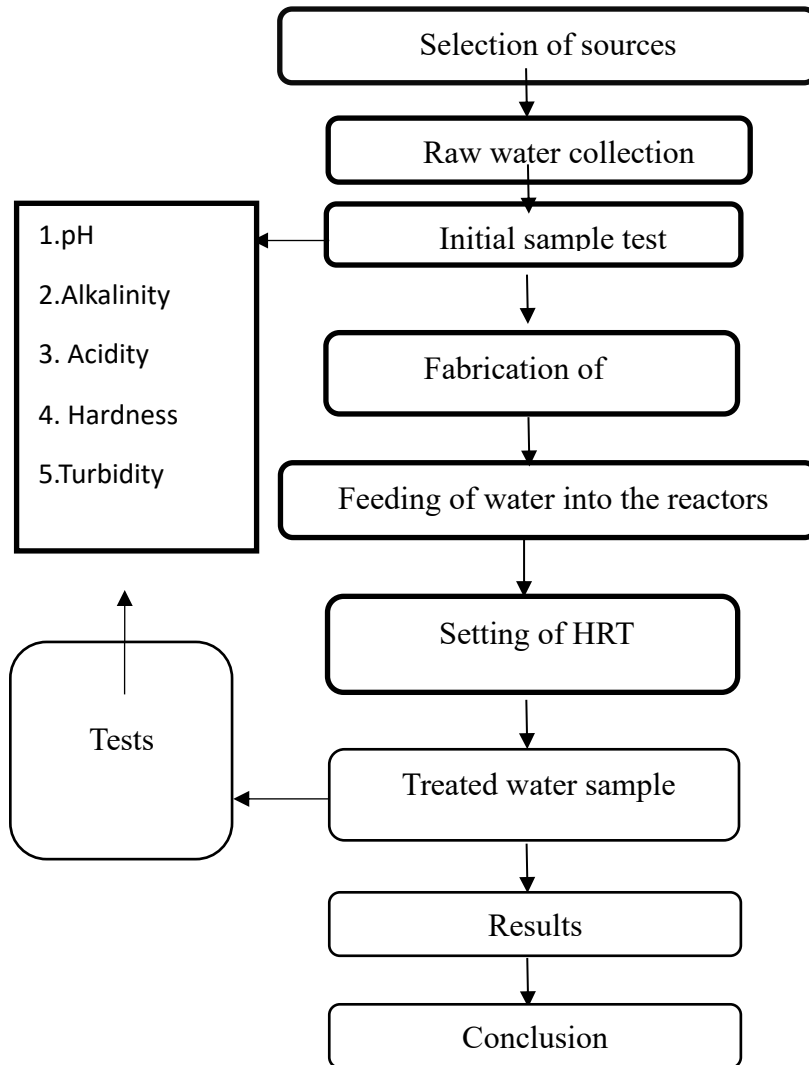 Selection of sources
Raw water collection
Initial sample test
1.pH
2.Alkalinity
3. Acidity
4. Hardness
5.Turbidity
Fabrication of
Feeding of water into the reactors
Setting of HRT
Tests
Treated water sample
Results
Conclusion